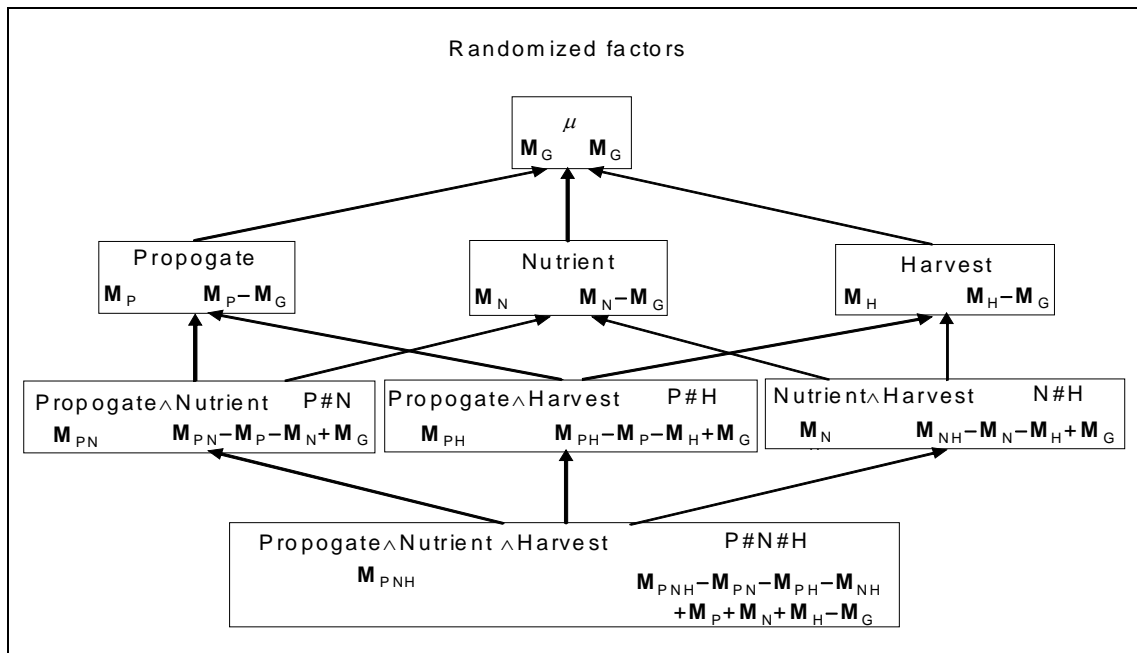 Randomized factors
μ
M_G M_G
Propogate
M_P M_P−M_G
Nutrient
M_N M_N−M_G
Harvest
M_H M_H−M_G
Propogate∧Nutrient P#N
M_PN M_PN−M_P−M_N+M_G
Propogate∧Harvest P#H
M_PH M_PH−M_P−M_H+M_G
Nutrient∧Harvest N#H
M_N M_NH−M_N−M_H+M_G
Propogate∧Nutrient ∧Harvest P#N#H
M_PNH
M_PNH−M_PN−M_PH−M_NH
+M_P+M_N+M_H−M_G